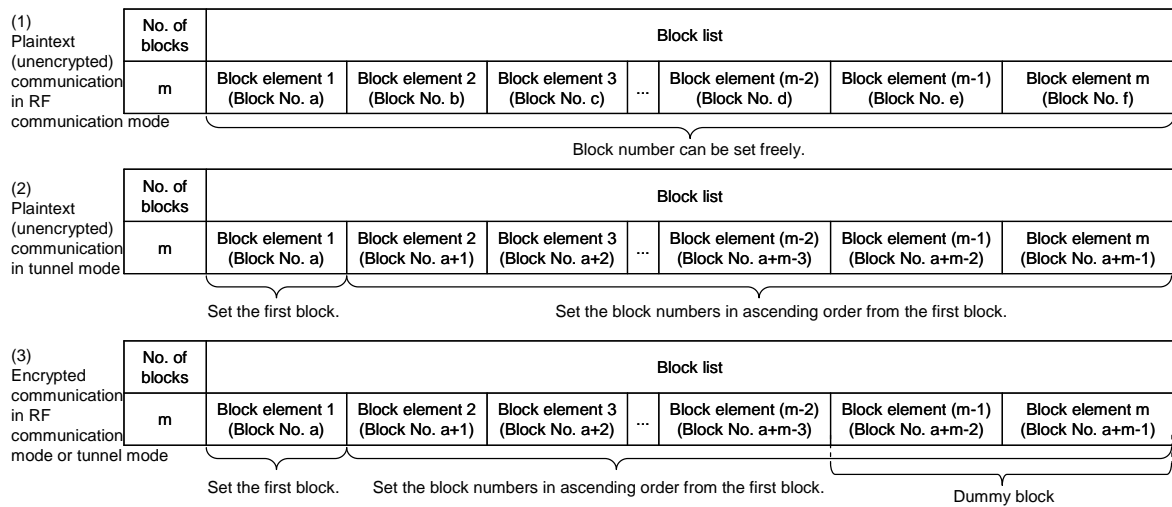 (1)
Plaintext
(unencrypted)
communication
in RF
communication mode
No. of
blocks
Block list
m
Block element 1
(Block No. a)
Block element 2
(Block No. b)
Block element 3
(Block No. c)
...
Block element (m-2)
(Block No. d)
Block element (m-1)
(Block No. e)
Block element m
(Block No. f)
Block number can be set freely.
(2)
Plaintext
(unencrypted)
communication
in tunnel mode
No. of
blocks
Block list
m
Block element 1
(Block No. a)
Block element 2
(Block No. a+1)
Block element 3
(Block No. a+2)
...
Block element (m-2)
(Block No. a+m-3)
Block element (m-1)
(Block No. a+m-2)
Block element m
(Block No. a+m-1)
Set the first block.
Set the block numbers in ascending order from the first block.
(3)
Encrypted
communication
in RF
communication
mode or tunnel mode
No. of
blocks
Block list
m
Block element 1
(Block No. a)
Block element 2
(Block No. a+1)
Block element 3
(Block No. a+2)
...
Block element (m-2)
(Block No. a+m-3)
Block element (m-1)
(Block No. a+m-2)
Block element m
(Block No. a+m-1)
Set the first block.
Set the block numbers in ascending order from the first block.
Dummy block